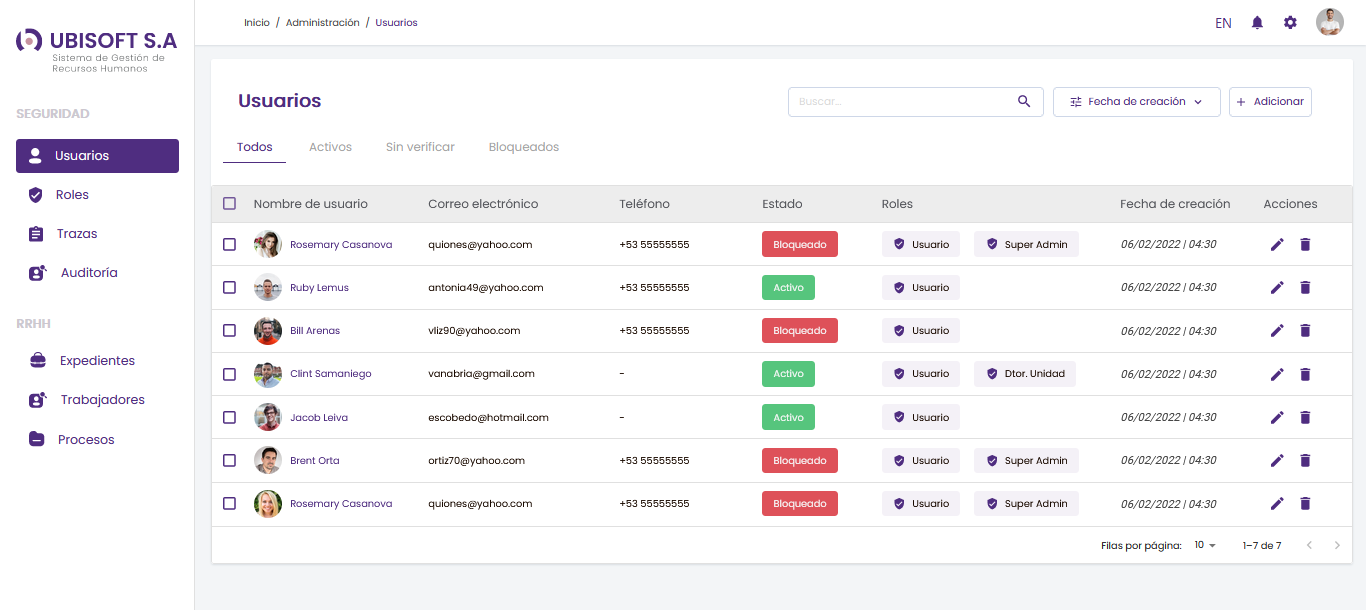 Inicio / Administración / Usuarios
EN
UBISOFT S.A
Sistema de Gestión de
Recursos Humanos
SEGURIDAD
Usuarios
Roles
Trazas
Auditoría
RRHH
Expedientes
Trabajadores
Procesos
Usuarios
Buscar...
Fecha de creación
+ Adicionar
Todos Activos Sin verificar Bloqueados
Nombre de usuario Correo electrónico Teléfono Estado Roles Fecha de creación Acciones
Rosemary Casanova quiones@yahoo.com +53 55555555 Bloqueado Usuario Super Admin 06/02/2022 | 04:30
Ruby Lemus antonia49@yahoo.com +53 55555555 Activo Usuario 06/02/2022 | 04:30
Bill Arenas vliz90@yahoo.com +53 55555555 Bloqueado Usuario 06/02/2022 | 04:30
Clint Samaniego vanabria@gmail.com - Activo Usuario Dtor. Unidad 06/02/2022 | 04:30
Jacob Leiva escobedo@hotmail.com - Activo Usuario 06/02/2022 | 04:30
Brent Orta ortiz70@yahoo.com +53 55555555 Bloqueado Usuario Super Admin 06/02/2022 | 04:30
Rosemary Casanova quiones@yahoo.com +53 55555555 Bloqueado Usuario Super Admin 06/02/2022 | 04:30
Filas por página: 10 1–7 de 7